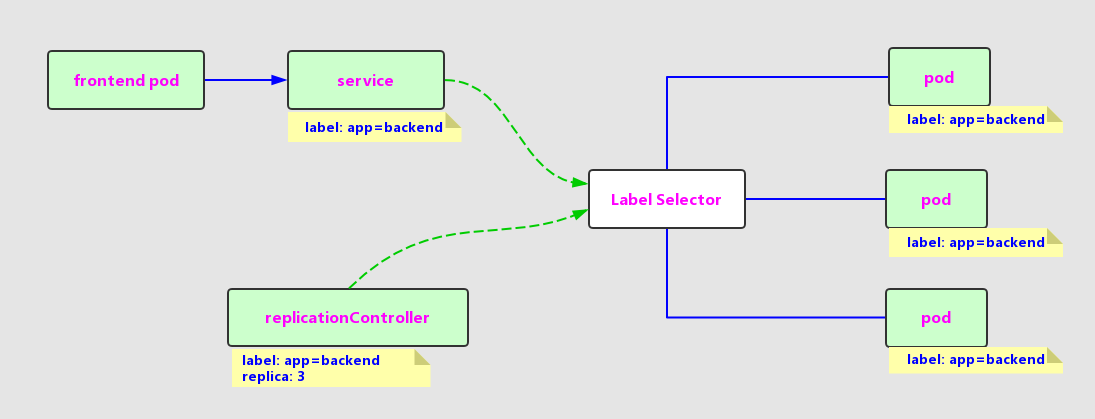 frontend pod
service
label: app=backend
pod
label: app=backend
Label Selector
pod
label: app=backend
replicationController
label: app=backend
replica: 3
pod
label: app=backend